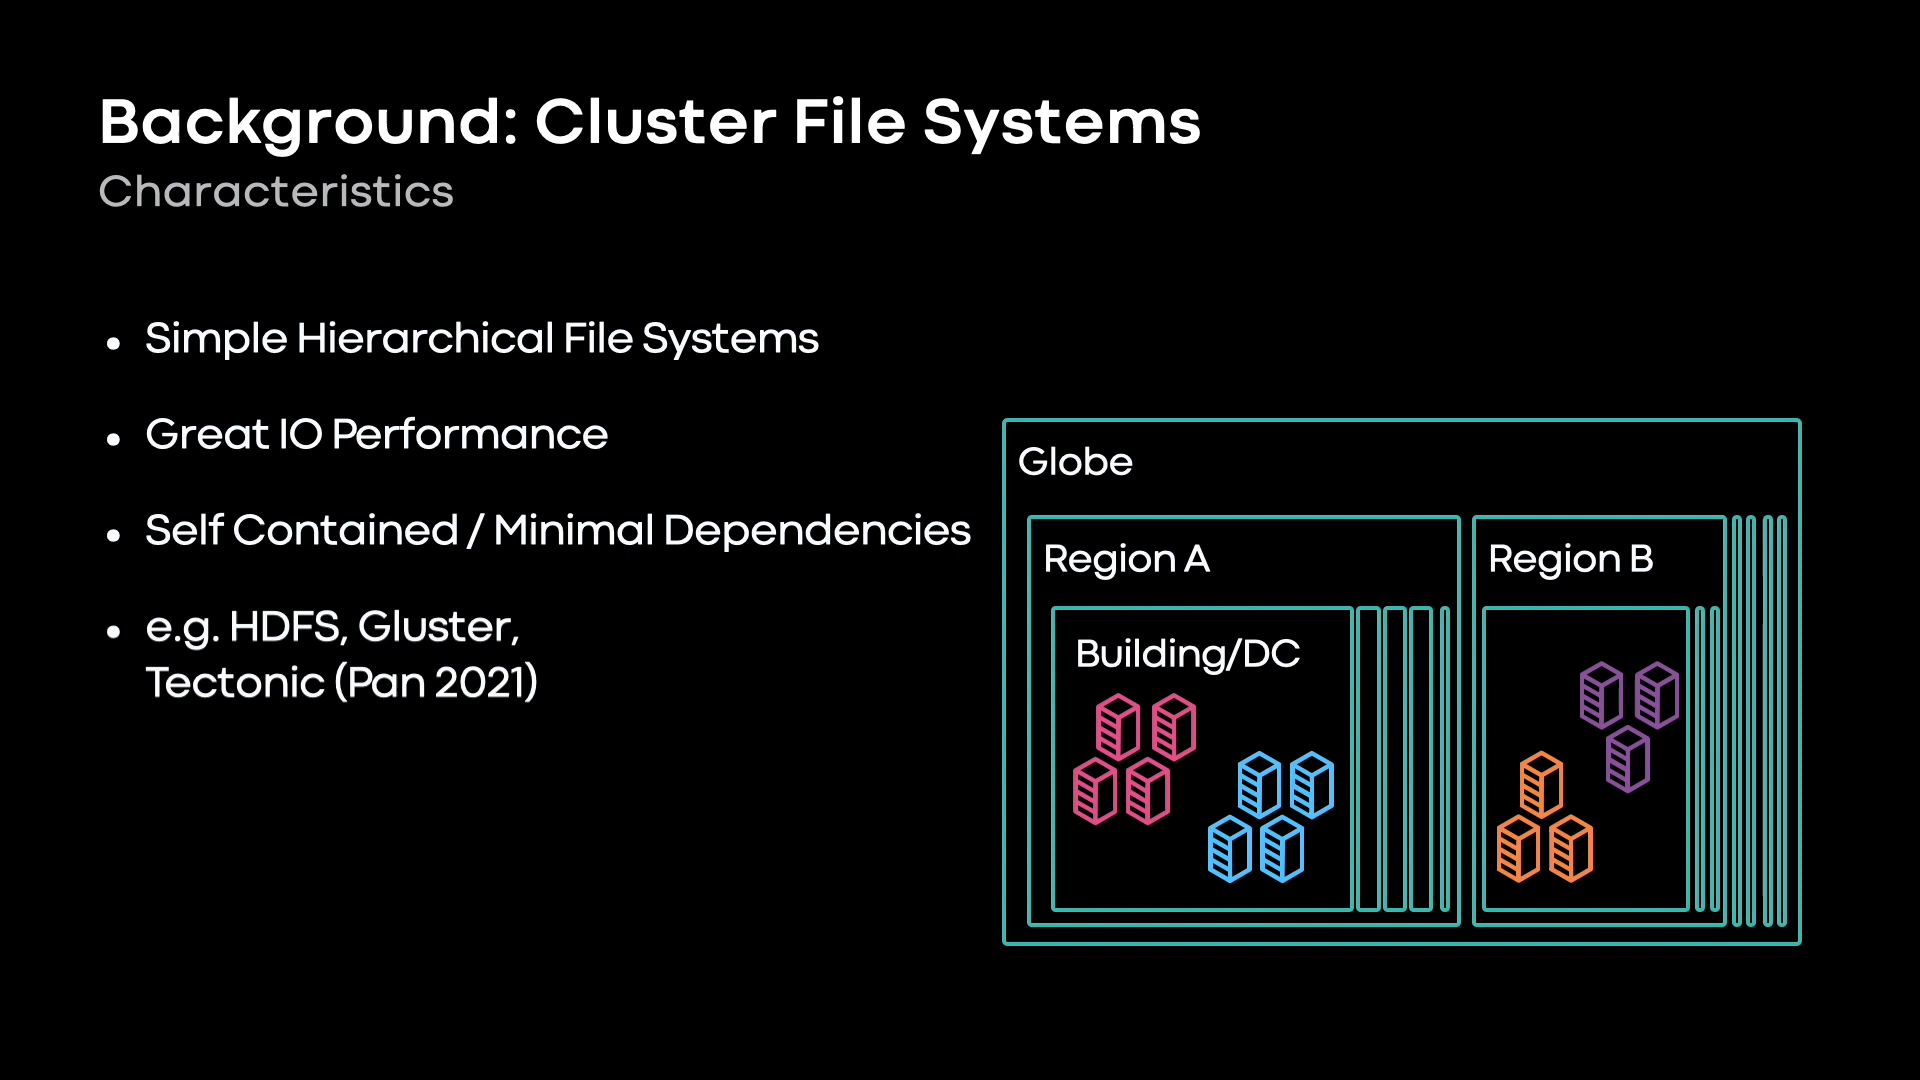 Background: Cluster File Systems
Characteristics
• Simple Hierarchical File Systems
• Great IO Performance
• Self Contained / Minimal Dependencies
• e.g. HDFS, Gluster,
Tectonic (Pan 2021)
Globe
Region A
Region B
Building/DC